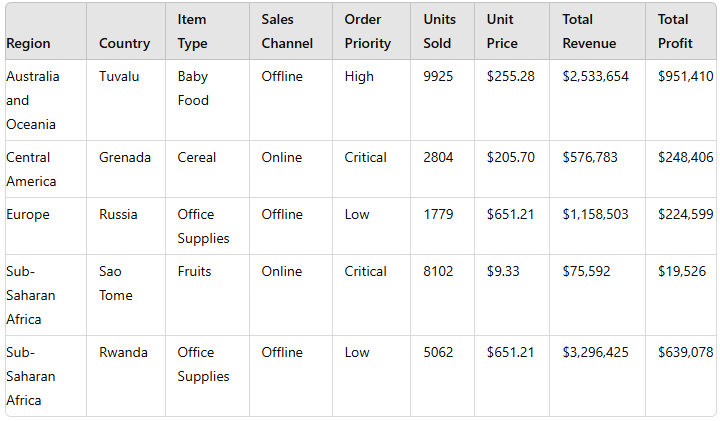 Region Country Item Type Sales Channel Order Priority Units Sold Unit Price Total Revenue Total Profit
Australia and Oceania Tuvalu Baby Food Offline High 9925 $255.28 $2,533,654 $951,410
Central America Grenada Cereal Online Critical 2804 $205.70 $576,783 $248,406
Europe Russia Office Supplies Offline Low 1779 $651.21 $1,158,503 $224,599
Sub-Saharan Africa Sao Tome Fruits Online Critical 8102 $9.33 $75,592 $19,526
Sub-Saharan Africa Rwanda Office Supplies Offline Low 5062 $651.21 $3,296,425 $639,078